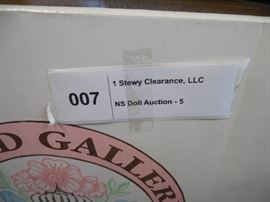 007
1 Stewy Clearance, LLC
NS Doll Auction - 5
D GALLER